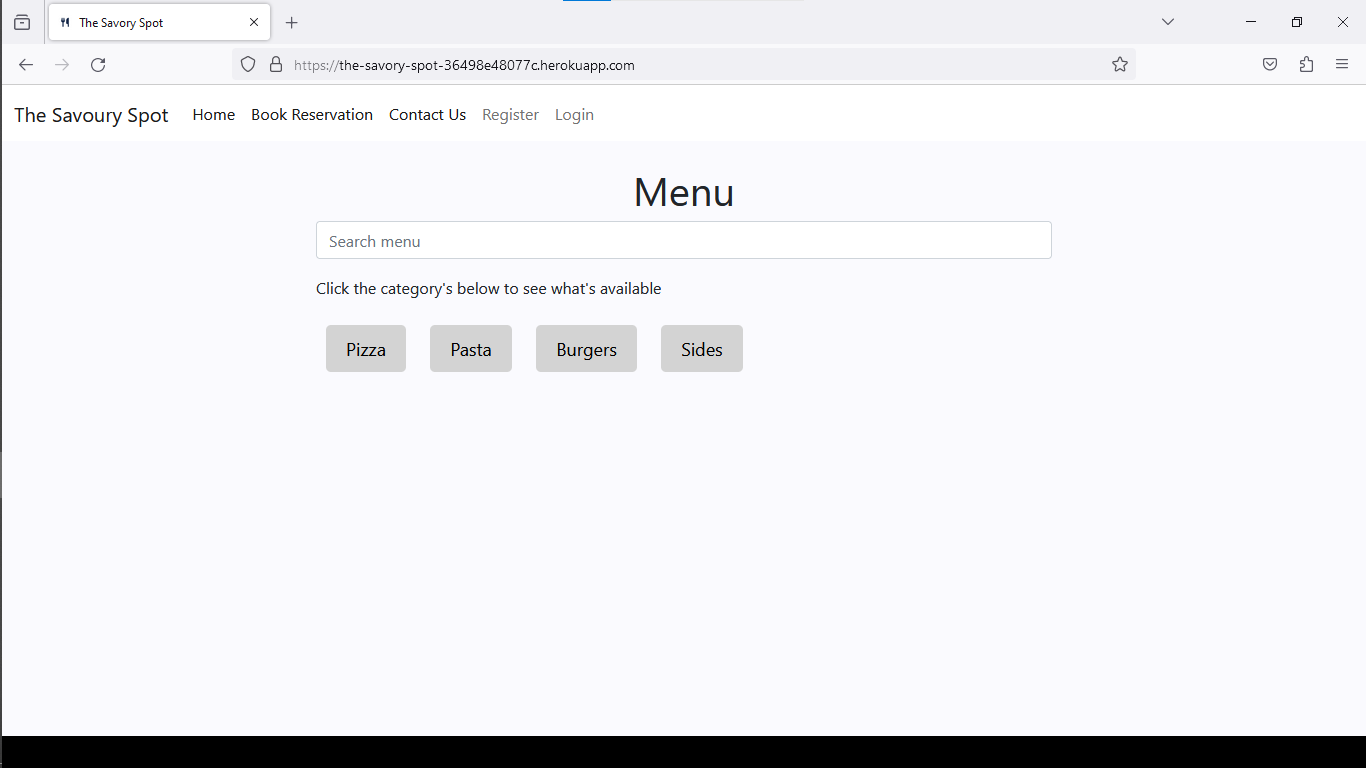 The Savory Spot
https://the-savory-spot-36498e48077c.herokuapp.com
The Savoury Spot Home Book Reservation Contact Us Register Login
Menu
Search menu
Click the category's below to see what's available
Pizza Pasta Burgers Sides